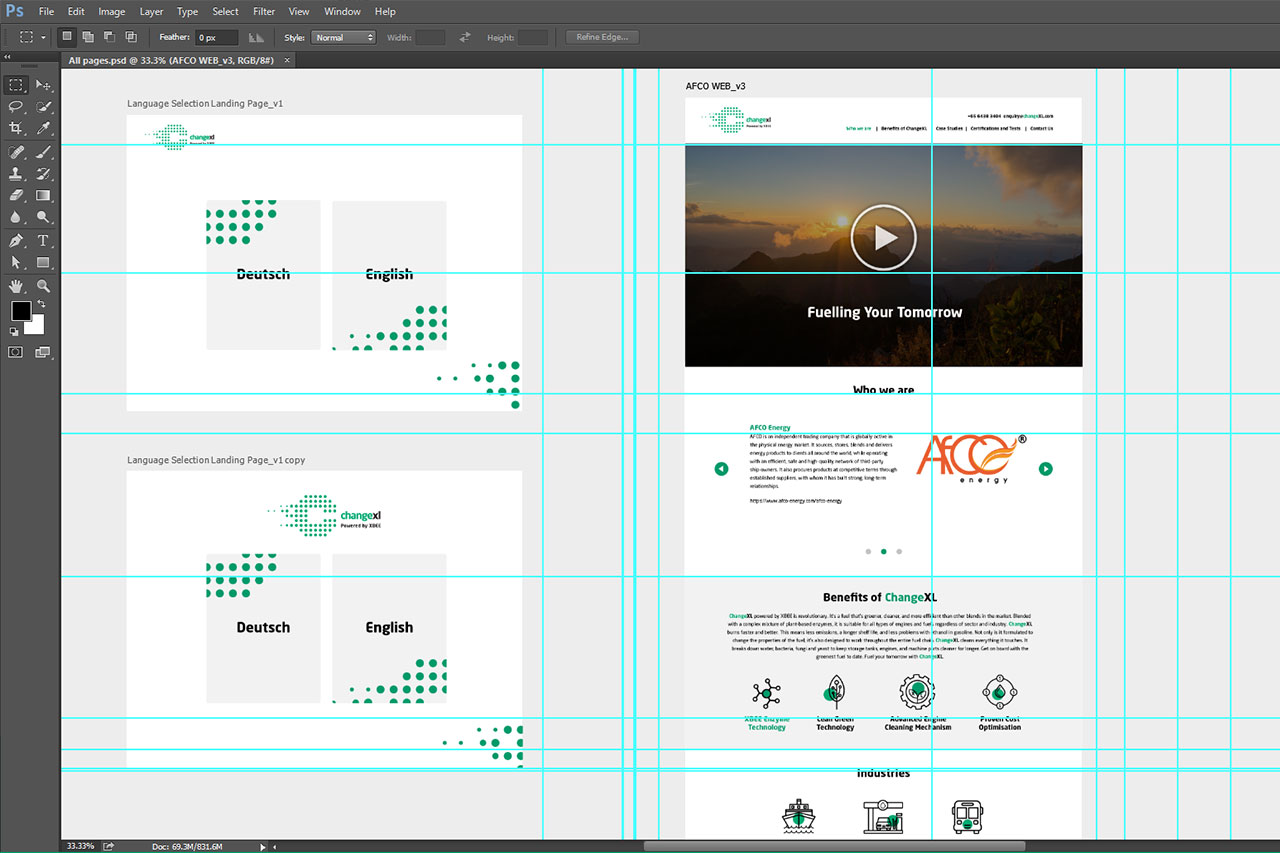 Ps File Edit Image Layer Type Select Filter View Window Help
Feather: 0 px Style: Normal Width: Height: Refine Edge...
All pages.psd @ 33.3% (AFCO WEB_v3, RGB/8#) ×
Language Selection Landing Page_v1
changexl
Powered by XBEE
Deutsch English
Language Selection Landing Page_v1 copy
changexl
Powered by XBEE
Deutsch English
AFCO WEB_v3
changexl
Powered by XBEE
+65 6438 3404 enquiry@changeXL.com
Who we are | Benefits of ChangeXL Case Studies | Certifications and Tests | Contact Us
Fuelling Your Tomorrow
Who we are
AFCO Energy
AFCO is an independent trading company that is globally active in
the physical energy market. It sources, stores, blends and delivers
energy products to clients all around the world, while operating
with an efficient, safe and high-quality network of third party
ship-owners. It also procures products at competitive terms through
established suppliers, with whom it has built strong, long-term
relationships.
https://www.afco-energy.com/afco-energy
AfCO ®
energy
Benefits of ChangeXL
ChangeXL powered by XBEE is revolutionary. It's a fuel that's greener, cleaner, and more efficient than other blends in the market. Blended
with a complex mixture of plant-based enzymes, it is suitable for all types of engines and fuels regardless of sector and industry. ChangeXL
burns faster and better. This means less emissions, a longer shelf life, and less problems with ethanol in gasoline. Not only is it formulated to
change the properties of the fuel, it's also designed to work throughout the entire fuel chain. ChangeXL cleans everything it touches. It
breaks down water, bacteria, fungi and yeast to keep storage tanks, engines, and machine parts cleaner for longer. Get on board with the
greenest fuel to date. Fuel your tomorrow with ChangeXL.
XBEE Enzyme
Technology
Lean Green
Technology
Advanced Engine
Cleaning Mechanism
Proven Cost
Optimisation
Industries
33.33% Doc: 69.3M/831.6M